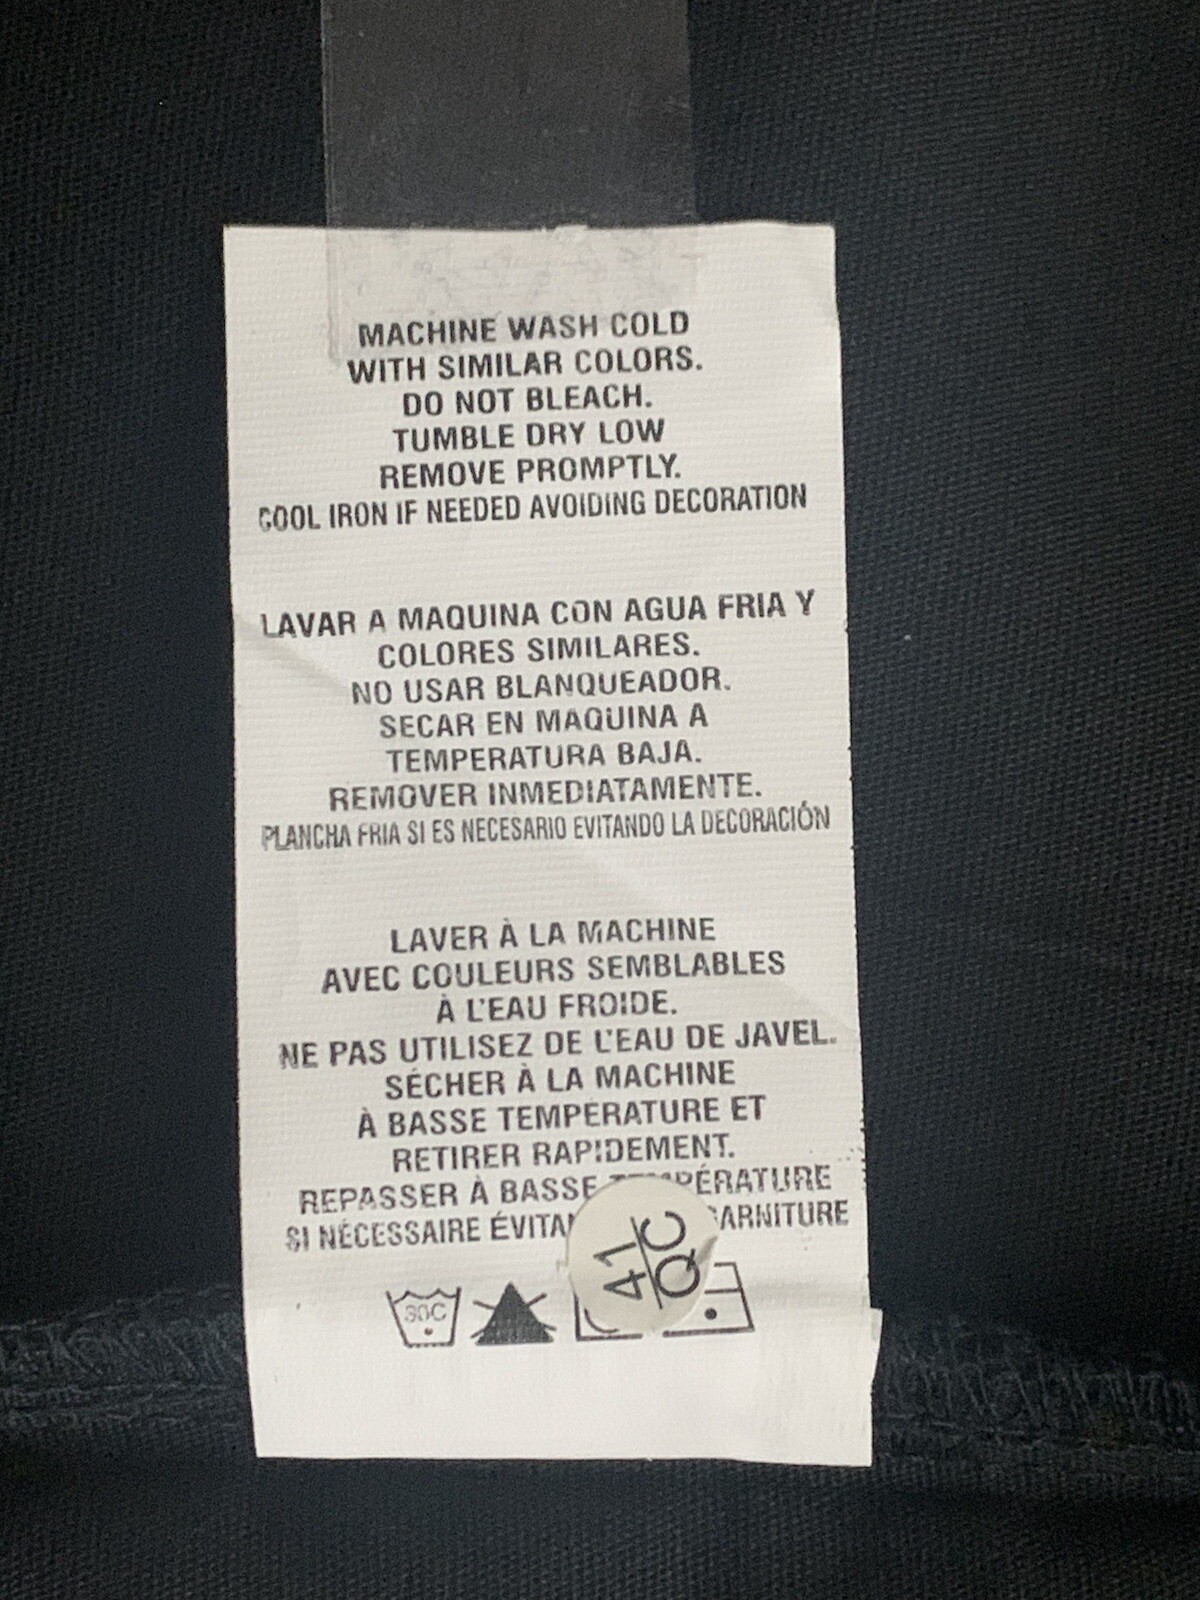 MACHINE WASH COLD
WITH SIMILAR COLORS.
DO NOT BLEACH.
TUMBLE DRY LOW
REMOVE PROMPTLY.
COOL IRON IF NEEDED AVOIDING DECORATION
LAVAR A MAQUINA CON AGUA FRIA Y
COLORES SIMILARES.
NO USAR BLANQUEADOR.
SECAR EN MAQUINA A
TEMPERATURA BAJA.
REMOVER INMEDIATAMENTE.
PLANCHA FRIA SI ES NECESARIO EVITANDO LA DECORACIÓN
LAVER À LA MACHINE
AVEC COULEURS SEMBLABLES
À L'EAU FROIDE.
NE PAS UTILISEZ DE L'EAU DE JAVEL.
SÉCHER À LA MACHINE
À BASSE TEMPÉRATURE ET
RETIRER RAPIDEMENT.
REPASSER À BASSE
SI NÉCESSAIRE
41
QC
30C